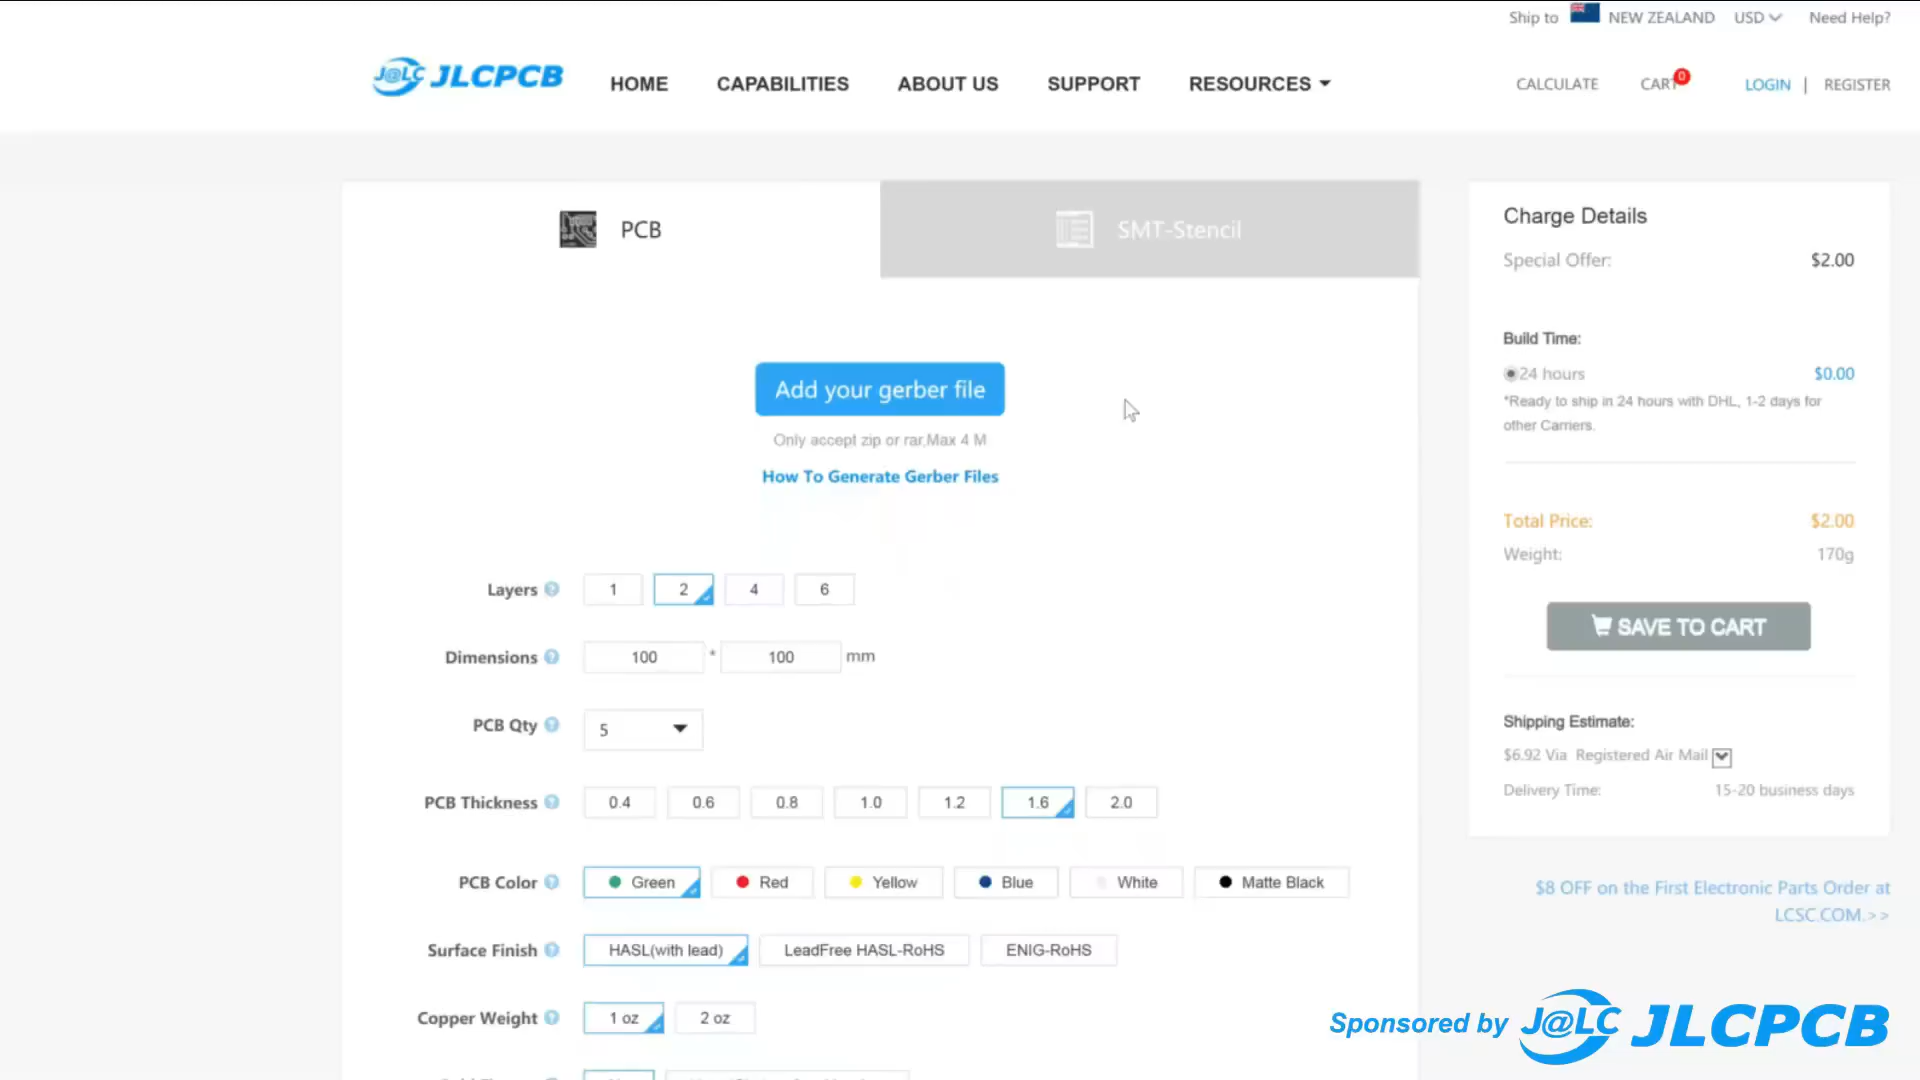 Ship to NEW ZEALAND USD Need Help?
J@LC JLCPCB HOME CAPABILITIES ABOUT US SUPPORT RESOURCES CALCULATE CART 0 LOGIN | REGISTER
PCB
SMT-Stencil
Add your gerber file
Only accept zip or rar,Max 4 M
How To Generate Gerber Files
Layers ? 1 2 4 6
Dimensions ? 100 * 100 mm
PCB Qty ? 5
PCB Thickness ? 0.4 0.6 0.8 1.0 1.2 1.6 2.0
PCB Color ? Green Red Yellow Blue White Matte Black
Surface Finish ? HASL(with lead) LeadFree HASL-RoHS ENIG-RoHS
Copper Weight ? 1 oz 2 oz
Charge Details
Special Offer: $2.00
Build Time:
24 hours $0.00
*Ready to ship in 24 hours with DHL, 1-2 days for
other Carriers.
Total Price: $2.00
Weight: 170g
SAVE TO CART
Shipping Estimate:
$6.92 Via Registered Air Mail
Delivery Time: 15-20 business days
$8 OFF on the First Electronic Parts Order at
LCSC.COM.>>
Sponsored by J@LC JLCPCB